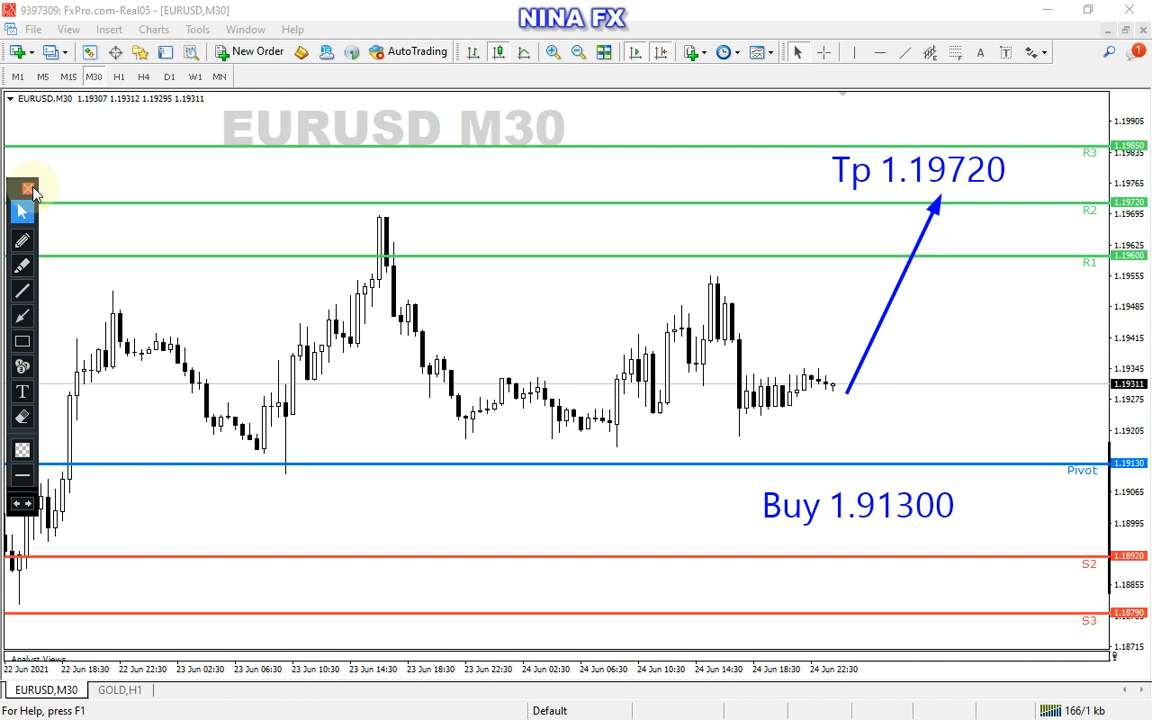 9397309: FxPro.com-Real05 - [EURUSD,M30]
NINA FX
File View Insert Charts Tools Window Help
New Order AutoTrading
M1 M5 M15 M30 H1 H4 D1 W1 MN
EURUSD,M30 1.19307 1.19312 1.19295 1.19311
EURUSD M30
1.19905
1.19850
R3
1.19835
Tp 1.19720
1.19765
1.19720
R2
1.19695
1.19625
1.19600
R1
1.19555
1.19485
1.19415
1.19345
1.19311
1.19275
1.19205
1.19130
Pivot
1.19065
Buy 1.91300
1.18995
1.18920
S2
1.18855
1.18790
S3
1.18715
Analyst Views
22 Jun 2021 22 Jun 18:30 22 Jun 22:30 23 Jun 02:30 23 Jun 06:30 23 Jun 10:30 23 Jun 14:30 23 Jun 18:30 23 Jun 22:30 24 Jun 02:30 24 Jun 06:30 24 Jun 10:30 24 Jun 14:30 24 Jun 18:30 24 Jun 22:30
EURUSD,M30 GOLD,H1
For Help, press F1 Default 166/1 kb